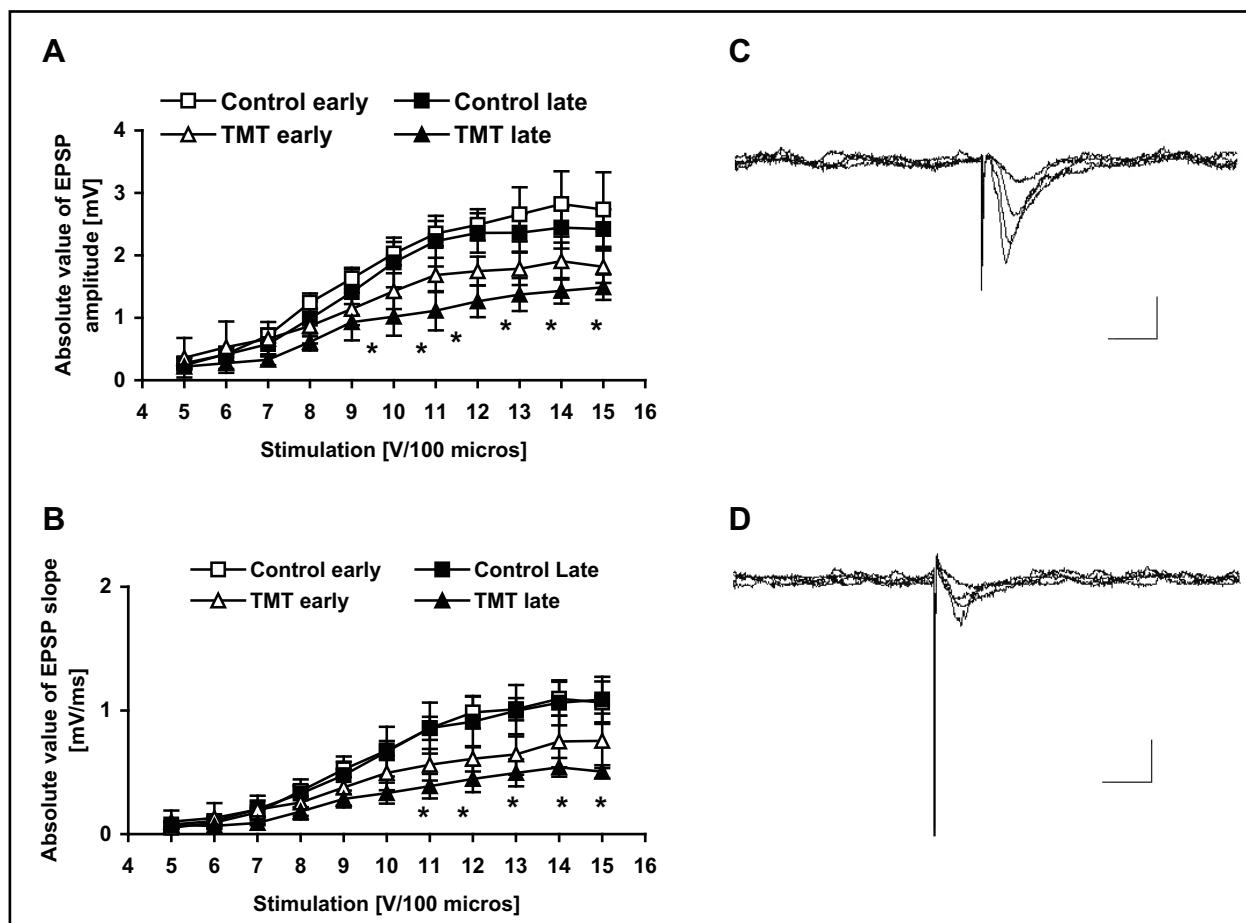 A
Control early Control late
TMT early TMT late
Absolute value of EPSP
amplitude [mV]
4
3
2
1
0
4 5 6 7 8 9 10 11 12 13 14 15 16
* * * * * *
Stimulation [V/100 micros]
B
Control early Control Late
TMT early TMT late
Absolute value of EPSP slope
[mV/ms]
2
1
0
4 5 6 7 8 9 10 11 12 13 14 15 16
* * * * *
Stimulation [V/100 micros]
C
D